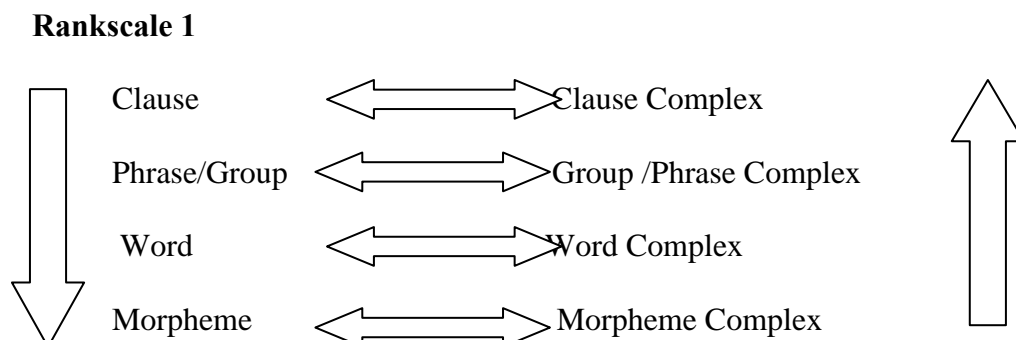 Rankscale 1
Clause Clause Complex
Phrase/Group Group /Phrase Complex
Word Word Complex
Morpheme Morpheme Complex